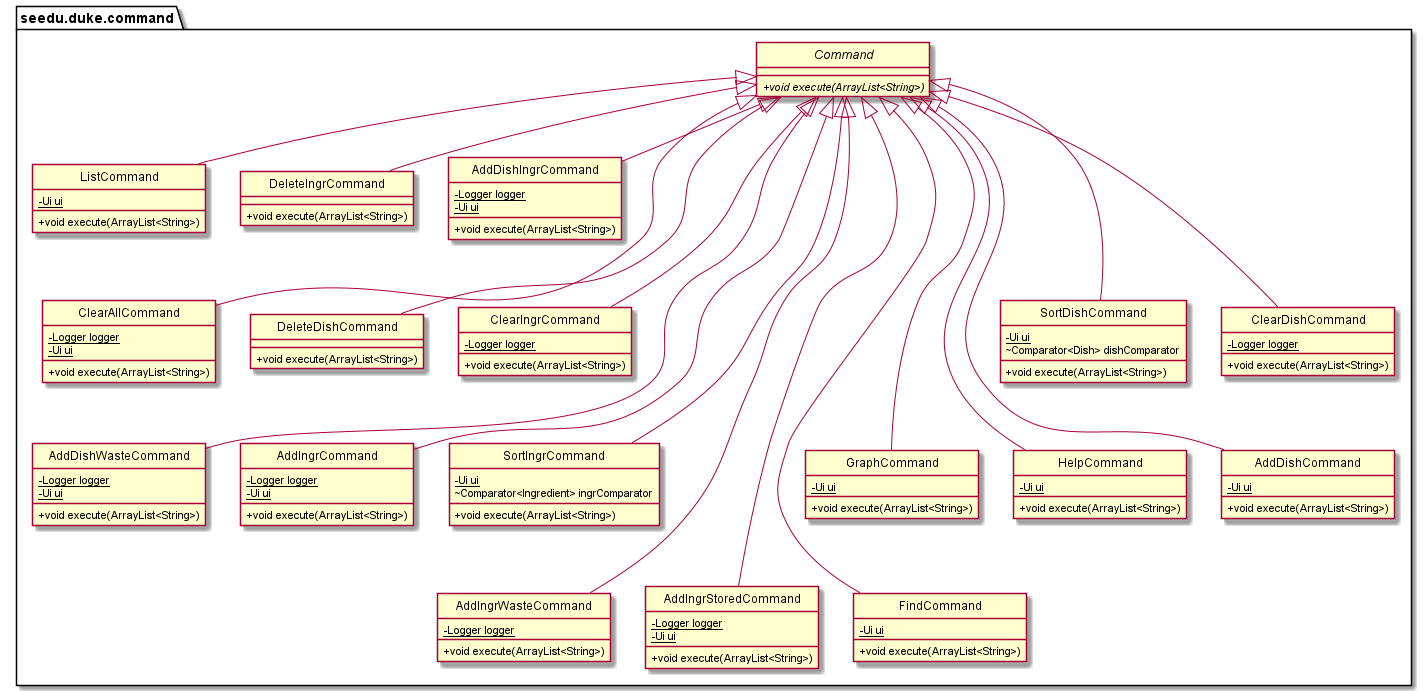 seedu.duke.command
Command
+void execute(ArrayList<String>)
ListCommand
-Ui ui
+void execute(ArrayList<String>)
DeleteIngrCommand
+void execute(ArrayList<String>)
AddDishIngrCommand
-Logger logger
-Ui ui
+void execute(ArrayList<String>)
ClearAllCommand
-Logger logger
-Ui ui
+void execute(ArrayList<String>)
DeleteDishCommand
+void execute(ArrayList<String>)
ClearIngrCommand
-Logger logger
+void execute(ArrayList<String>)
SortDishCommand
-Ui ui
~Comparator<Dish> dishComparator
+void execute(ArrayList<String>)
ClearDishCommand
-Logger logger
+void execute(ArrayList<String>)
AddDishWasteCommand
-Logger logger
-Ui ui
+void execute(ArrayList<String>)
AddIngrCommand
-Logger logger
-Ui ui
+void execute(ArrayList<String>)
SortIngrCommand
-Ui ui
~Comparator<Ingredient> ingrComparator
+void execute(ArrayList<String>)
GraphCommand
-Ui ui
+void execute(ArrayList<String>)
HelpCommand
-Ui ui
+void execute(ArrayList<String>)
AddDishCommand
-Ui ui
+void execute(ArrayList<String>)
AddIngrWasteCommand
-Logger logger
+void execute(ArrayList<String>)
AddIngrStoredCommand
-Logger logger
-Ui ui
+void execute(ArrayList<String>)
FindCommand
-Ui ui
+void execute(ArrayList<String>)